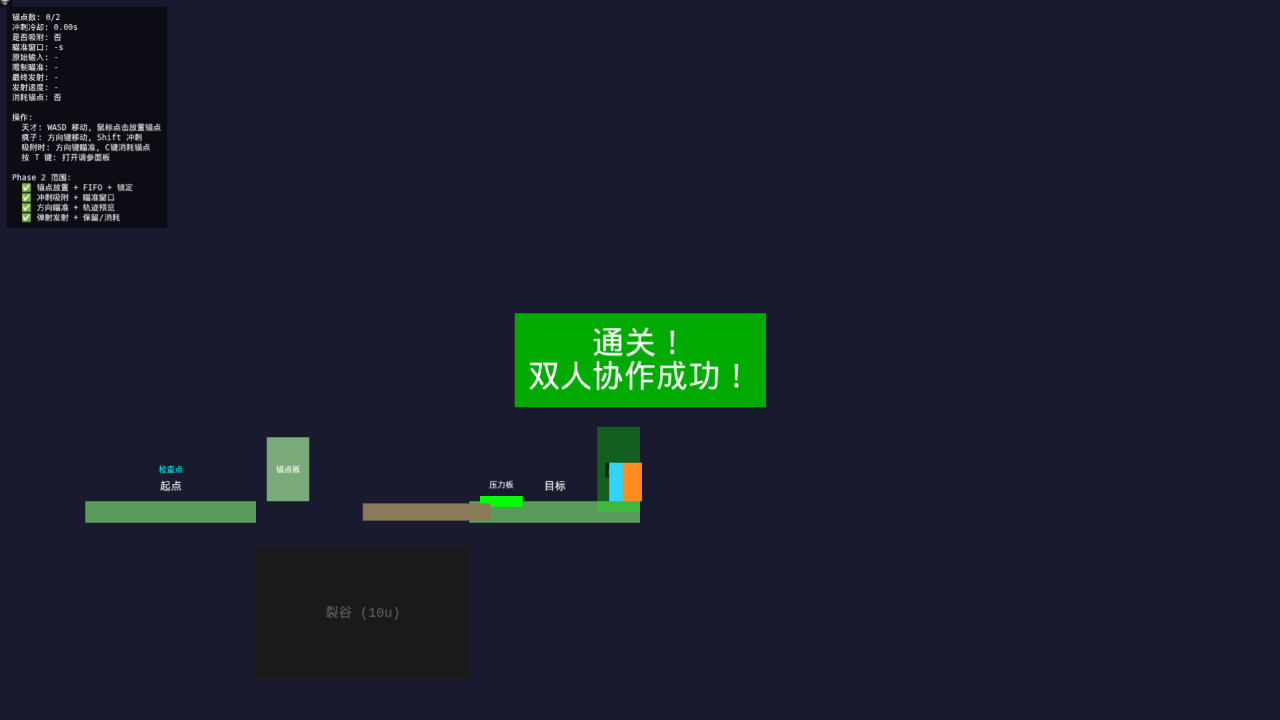 锚点数: 0/2
冲刺冷却: 0.00s
是否吸附: 否
瞄准窗口: -s
原始输入: -
限制瞄准: -
最终发射: -
发射速度: -
消耗锚点: 否
操作:
天才: WASD 移动, 鼠标点击放置锚点
疯子: 方向键移动, Shift 冲刺
吸附时: 方向键瞄准, C键消耗锚点
按 T 键: 打开调参面板
Phase 2 范围:
✅ 锚点放置 + FIFO + 锁定
✅ 冲刺吸附 + 瞄准窗口
✅ 方向瞄准 + 轨迹预览
✅ 弹射发射 + 保留/消耗
通关！
双人协作成功！
检查点
起点
锚点板
压力板
目标
裂谷 (10u)